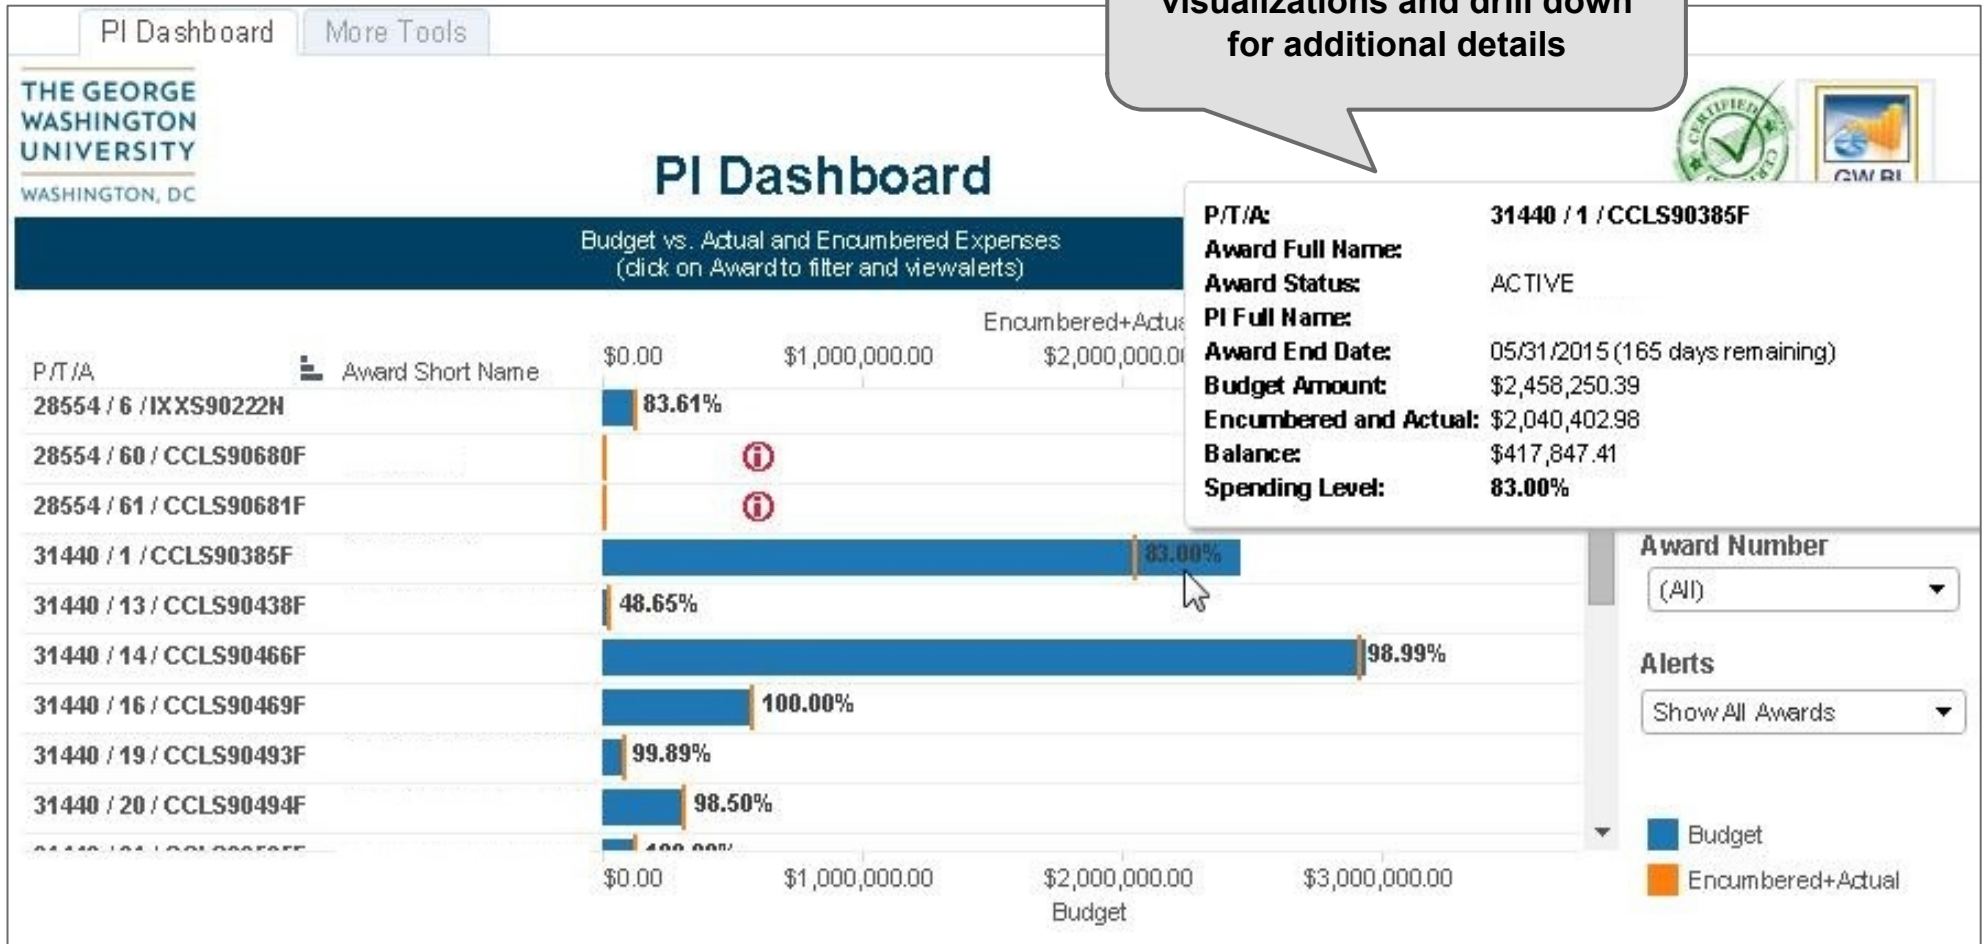 visualizations and drill down
for additional details
PI Dashboard
More Tools
THE GEORGE
WASHINGTON
UNIVERSITY
WASHINGTON, DC
PI Dashboard
CERTIFIED
GW BI
Budget vs. Actual and Encumbered Expenses
(click on Award to filter and view alerts)
P/T/A: 31440 / 1 / CCLS90385F
Award Full Name:
Award Status: ACTIVE
PI Full Name:
Award End Date: 05/31/2015 (165 days remaining)
Budget Amount: $2,458,250.39
Encumbered and Actual: $2,040,402.98
Balance: $417,847.41
Spending Level: 83.00%
P/T/A Award Short Name
$0.00 $1,000,000.00
28554 / 6 / IXXS90222N 83.61%
28554 / 60 / CCLS90680F
28554 / 61 / CCLS90681F
31440 / 1 / CCLS90385F 83.00%
31440 / 13 / CCLS90438F 48.65%
31440 / 14 / CCLS90466F 98.99%
31440 / 16 / CCLS90469F 100.00%
31440 / 19 / CCLS90493F 99.89%
31440 / 20 / CCLS90494F 98.50%
$0.00 $1,000,000.00 $2,000,000.00 $3,000,000.00
Budget
Award Number
(All)
Alerts
Show All Awards
Budget
Encumbered+Actual